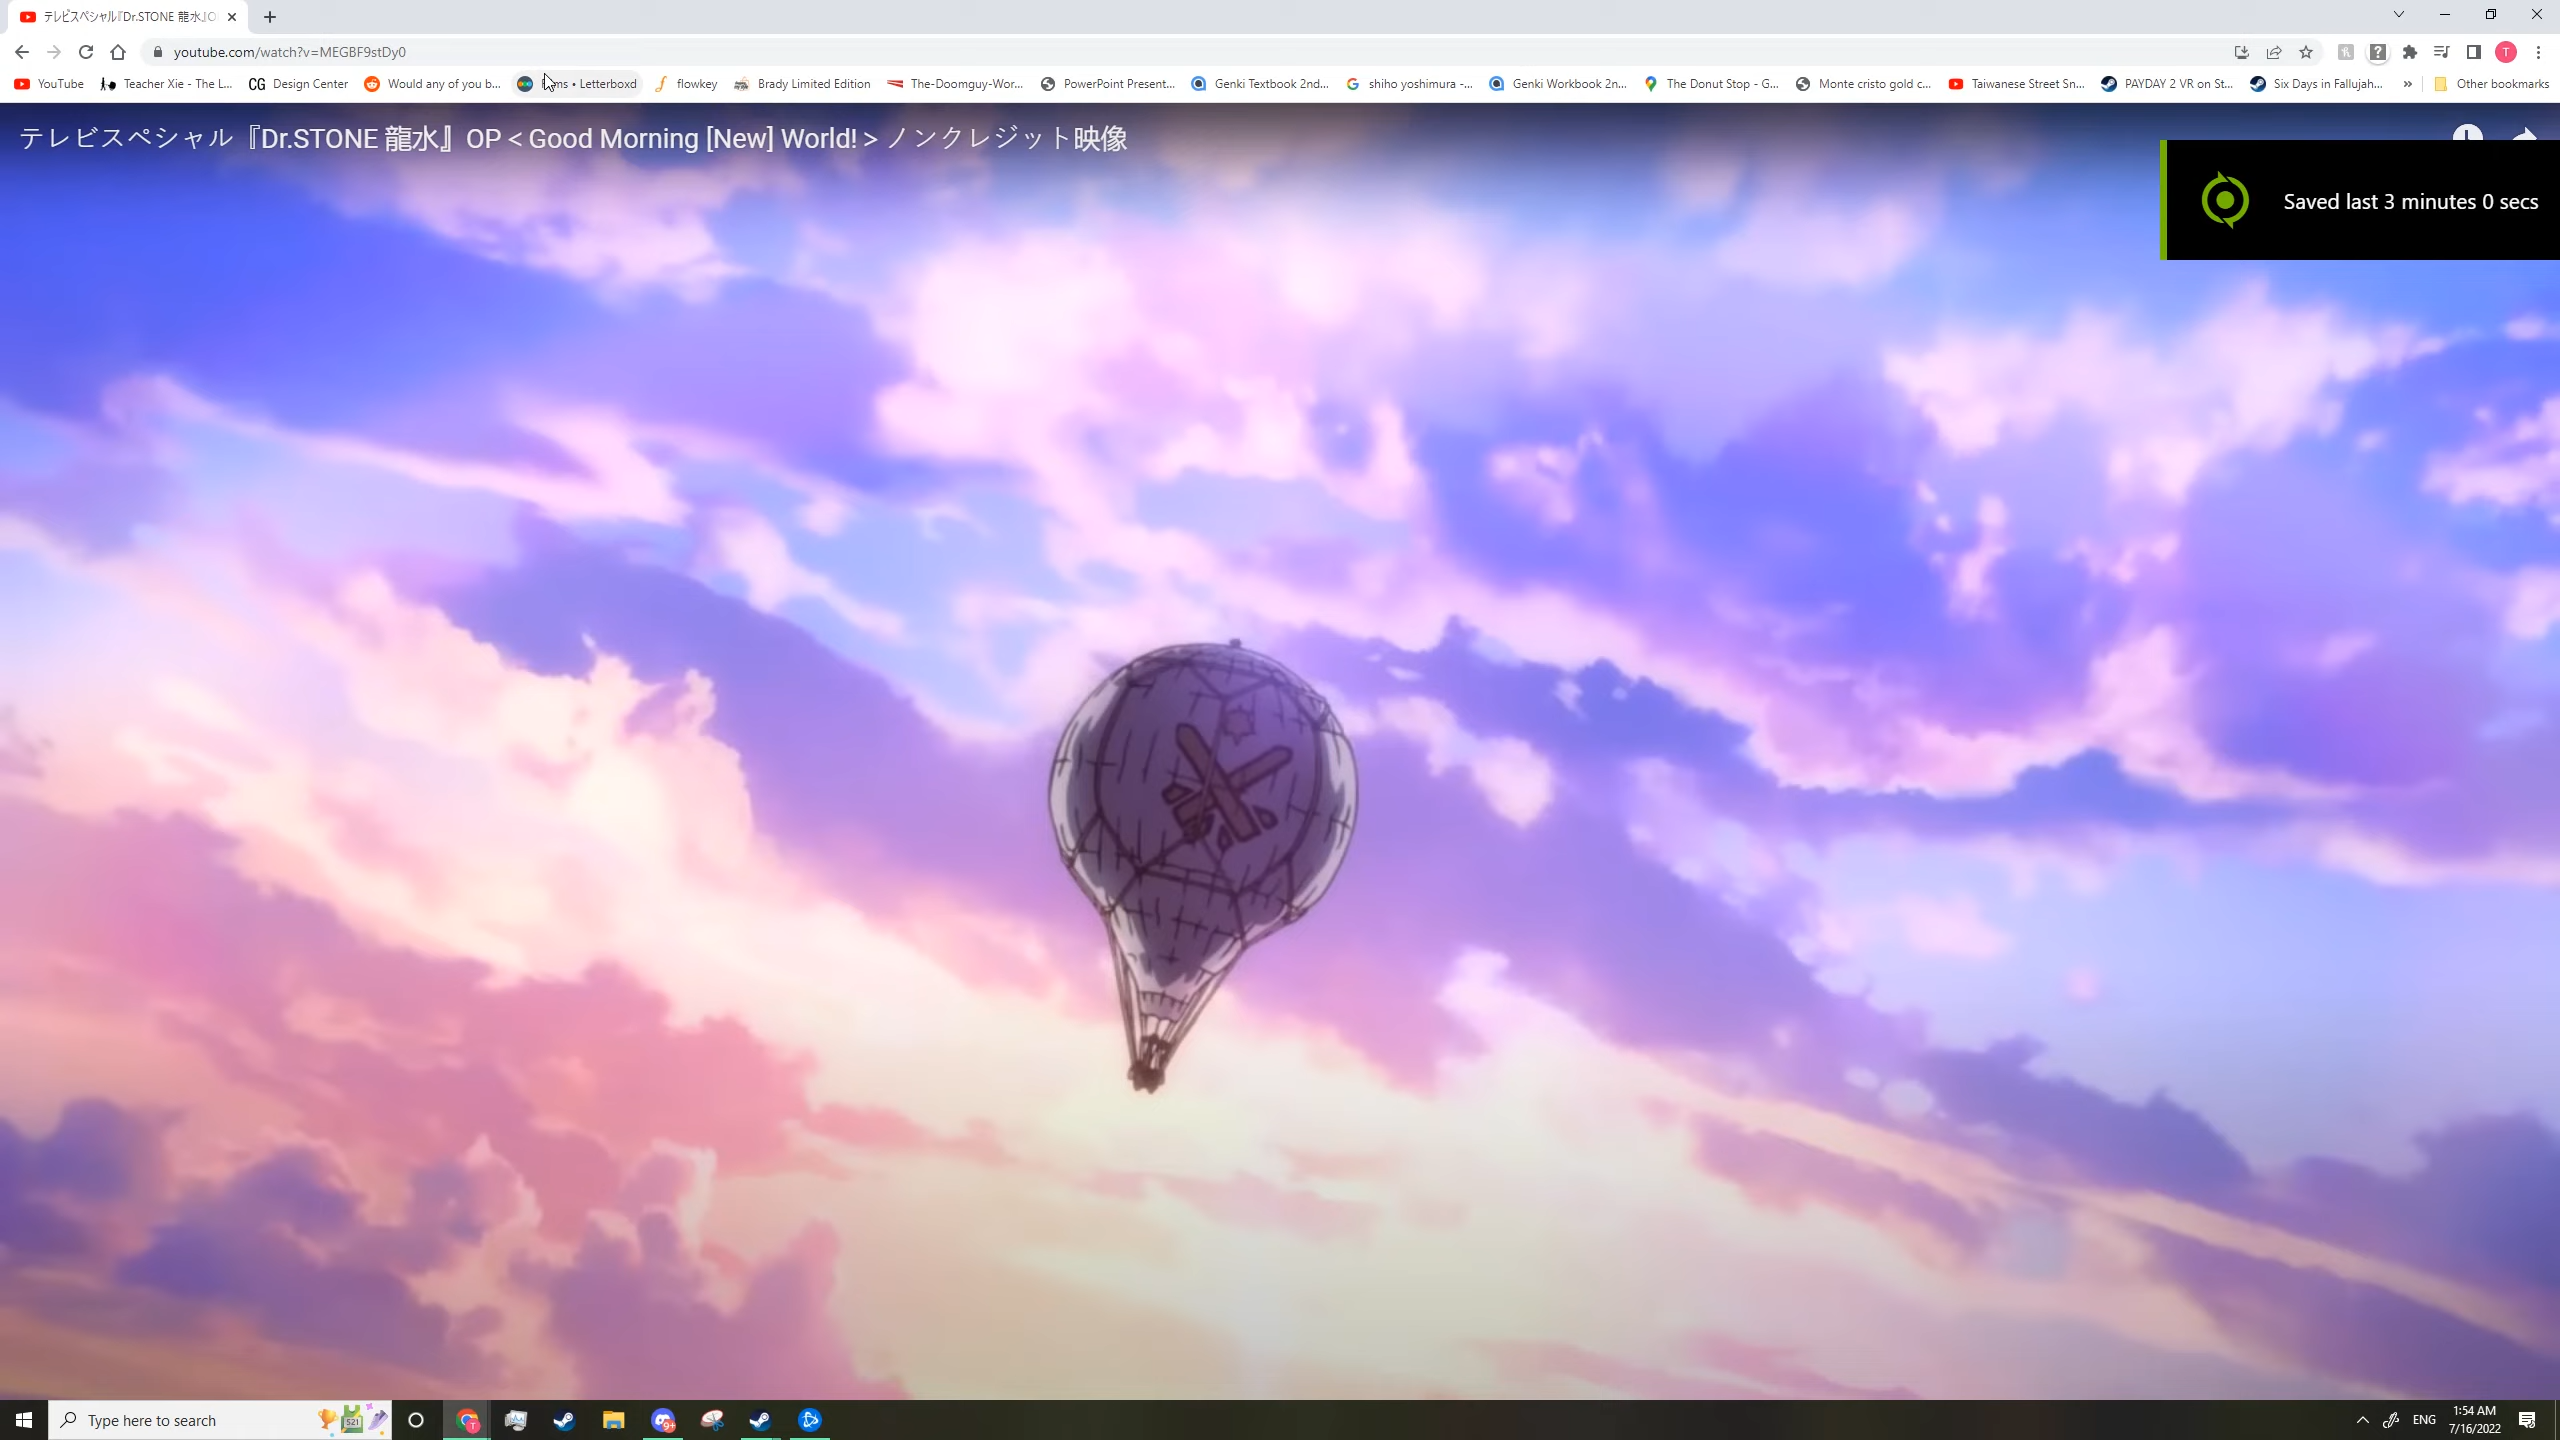 テレビスペシャル『Dr.STONE 龍水』O
youtube.com/watch?v=MEGBF9stDy0
YouTube
Teacher Xie - The L...
CG Design Center
Would any of you b...
Films • Letterboxd
flowkey
Brady Limited Edition
The-Doomguy-Wor...
PowerPoint Present...
Genki Textbook 2nd...
shiho yoshimura -...
Genki Workbook 2n...
The Donut Stop - G...
Monte cristo gold c...
Taiwanese Street Sn...
PAYDAY 2 VR on St...
Six Days in Fallujah...
»
Other bookmarks
テレビスペシャル『Dr.STONE 龍水』OP < Good Morning [New] World! > ノンクレジット映像
Saved last 3 minutes 0 secs
Type here to search
521
T
9+
ENG
1:54 AM
7/16/2022